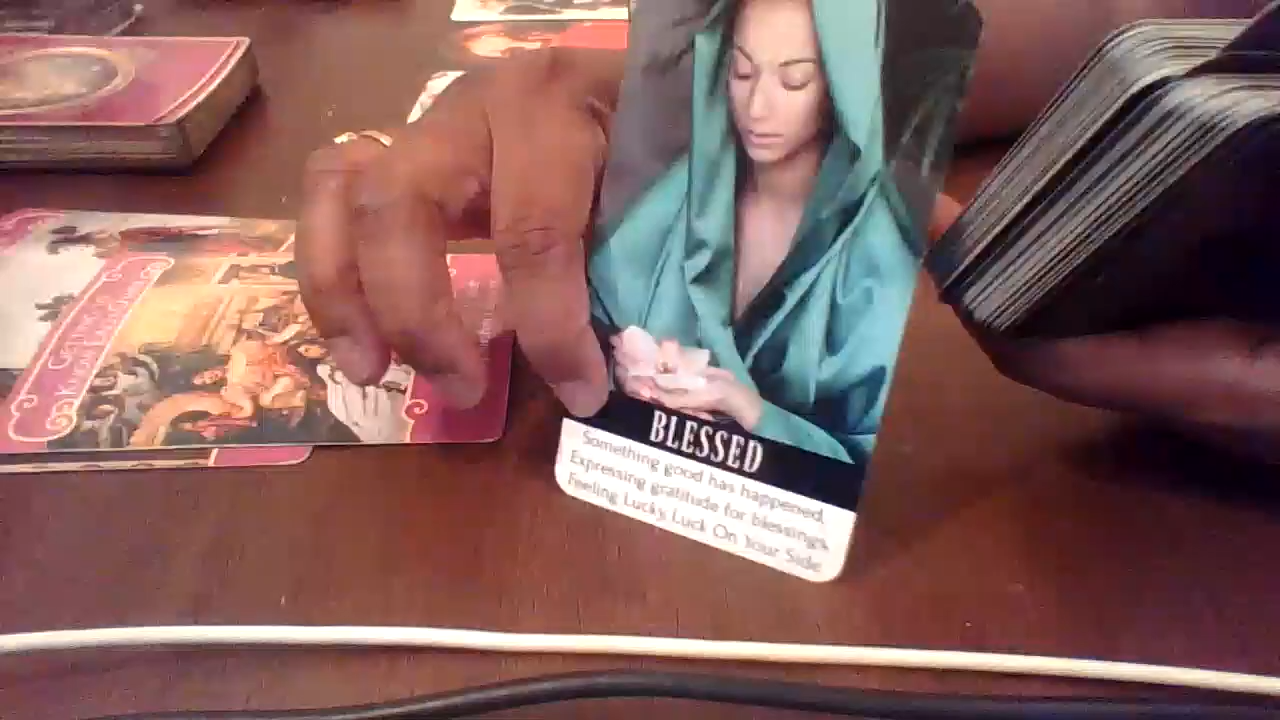 BLESSED
Something good has happened,
Expressing gratitude for blessings,
Feeling Lucky, Luck On Your Side